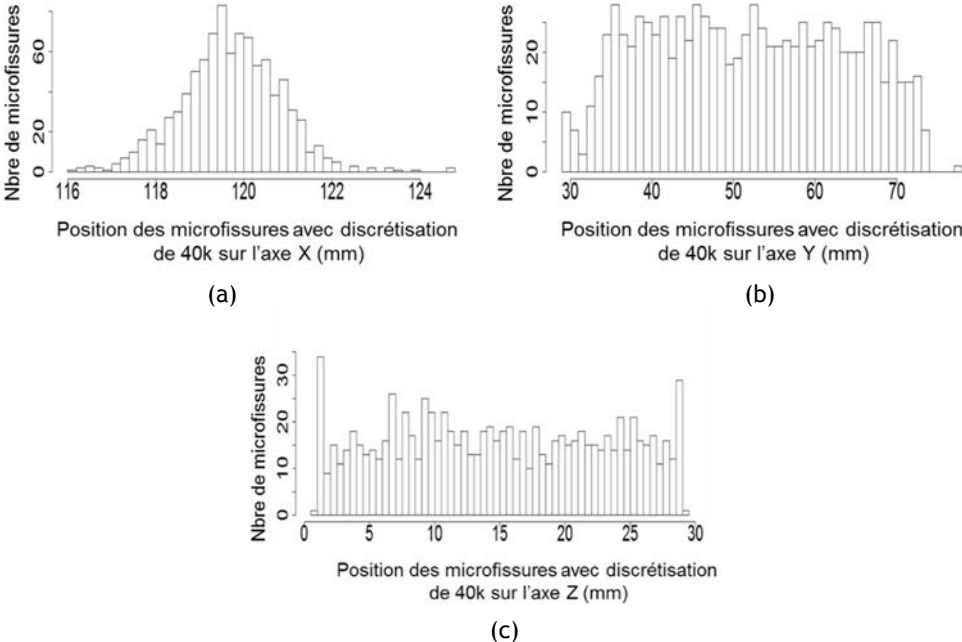 Nbre de microfissures
0 20 60
116 118 120 122 124
Position des microfissures avec discrétisation
de 40k sur l'axe X (mm)
(a)
Nbre de microfissures
0 10 20
30 40 50 60 70
Position des microfissures avec discrétisation
de 40k sur l'axe Y (mm)
(b)
Nbre de microfissures
0 10 20 30
0 5 10 15 20 25 30
Position des microfissures avec discrétisation
de 40k sur l'axe Z (mm)
(c)